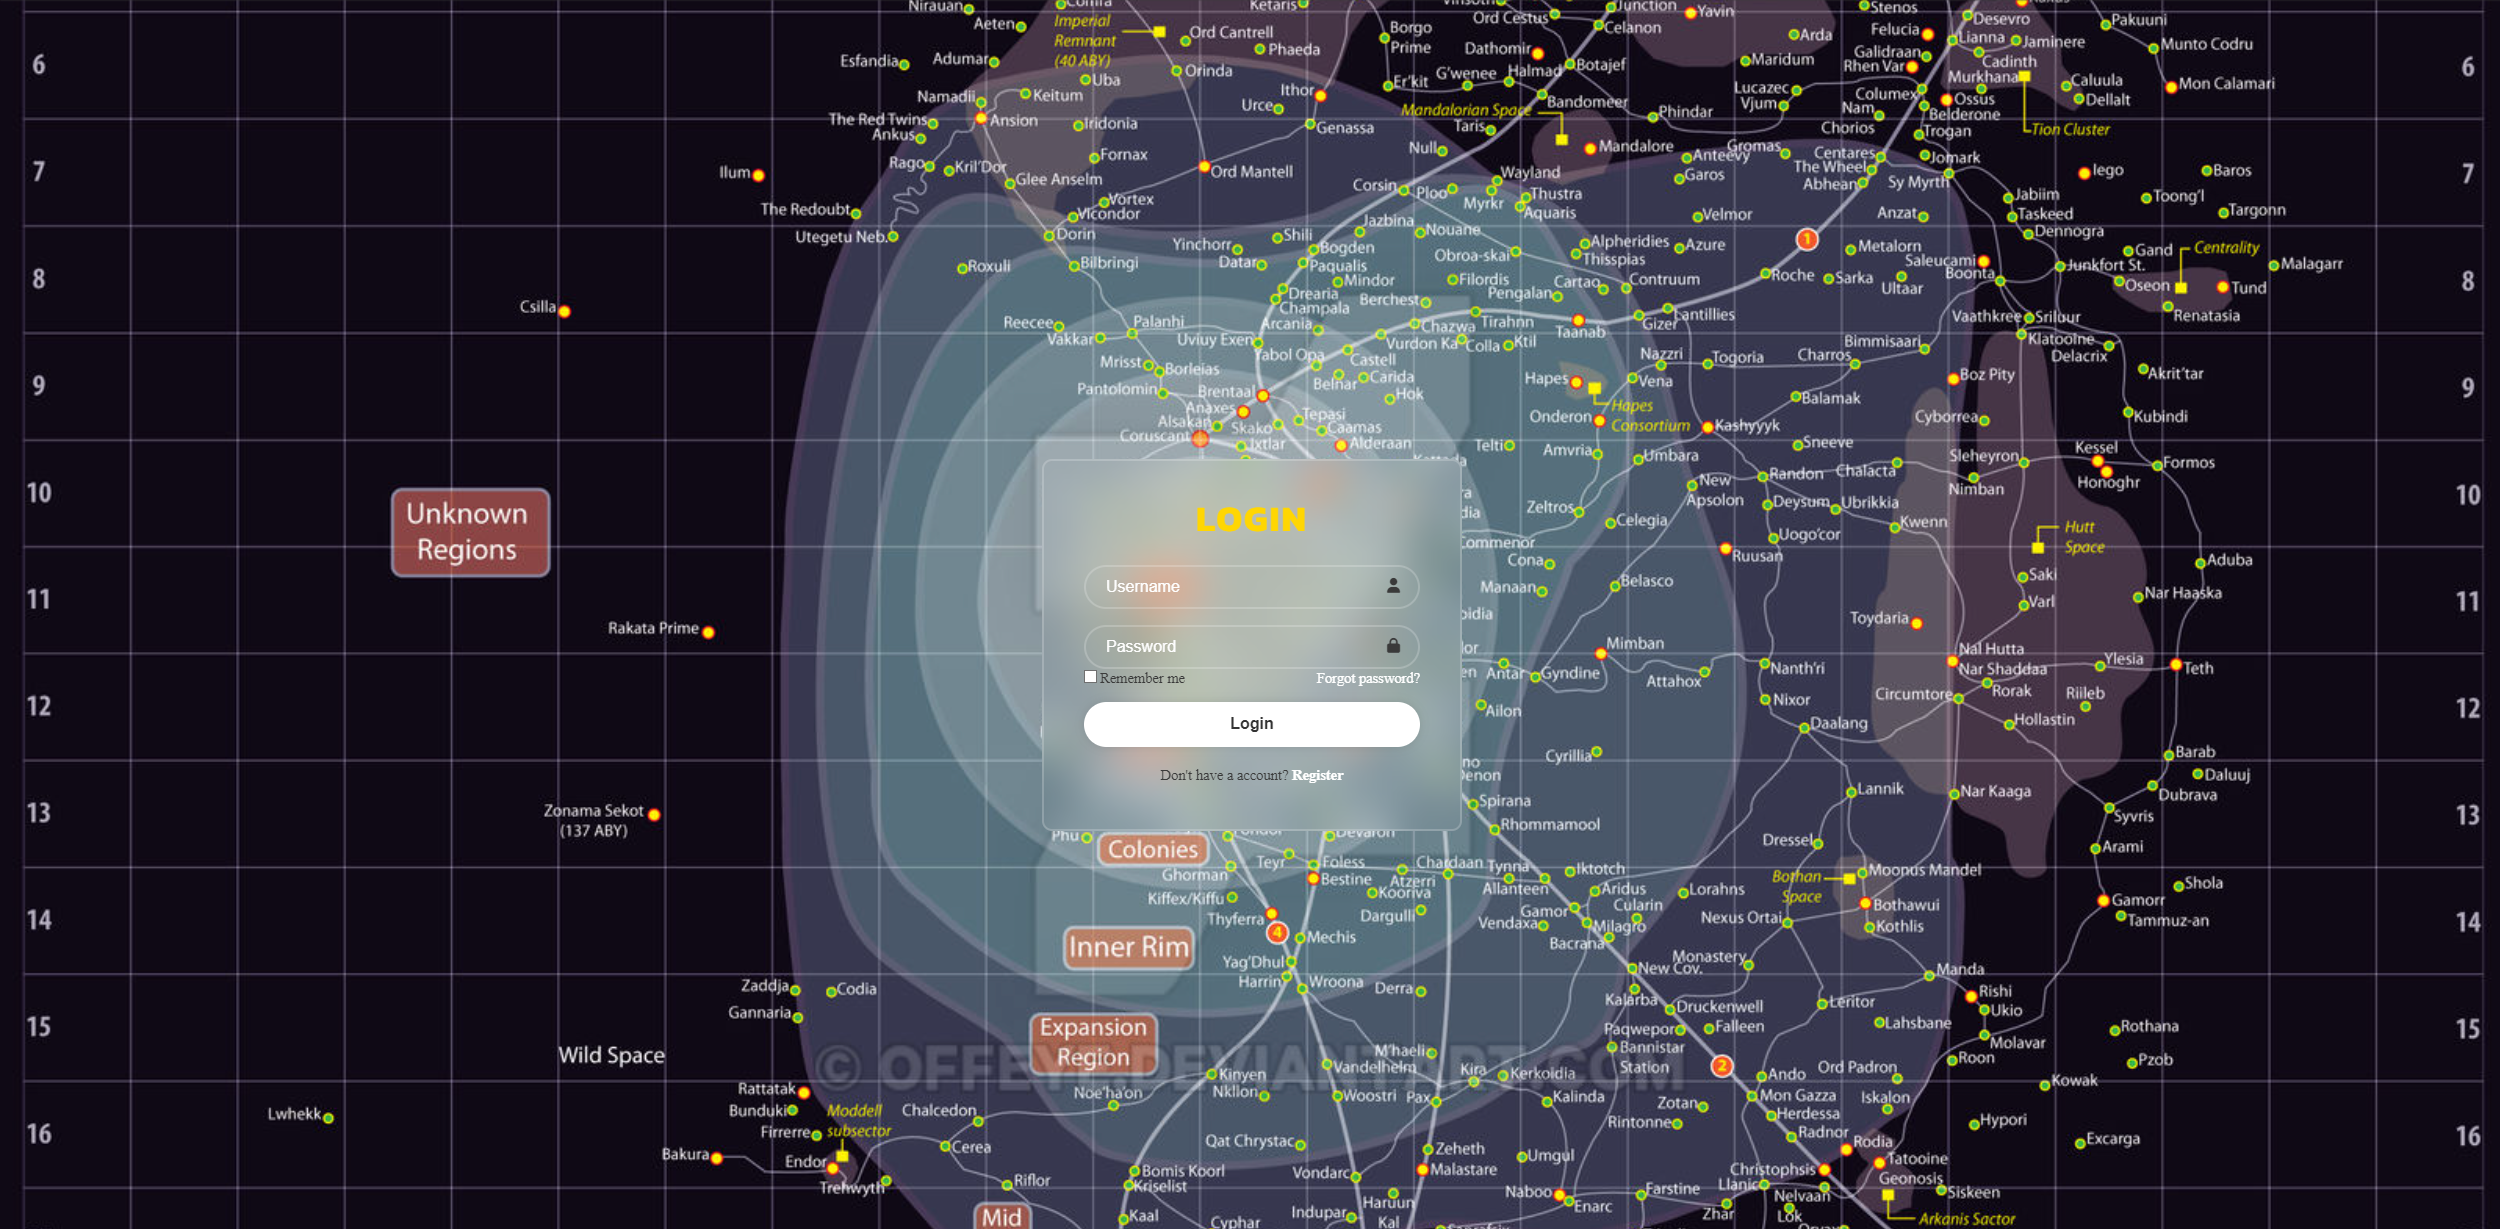 Nirauan
Comra
Ketaris
Ord Cestus
Junction
Yavin
Stenos
Desevro
Pakuuni
Aeten
Imperial
Remnant
(40 ABY)
Ord Cantrell
Phaeda
Borgo
Prime
Dathomir
Celanon
Arda
Felucia
Lianna
Jaminere
Munto Codru
6
Esfandia
Adumar
Uba
Orinda
Er'kit
G'wenee
Halmad
Botajef
Maridum
Galidraan
Rhen Var
Cadinth
Murkhana
Caluula
Mon Calamari
6
Namadii
Keitum
Ithor
Urce
Mandalorian Space
Bandomeer
Phindar
Lucazec
Vjum
Columex
Nam
Chorios
Ossus
Belderone
Dellalt
The Red Twins
Ankus
Ansion
Iridonia
Genassa
Taris
Trogan
Tion Cluster
7
Ilum
Rago
Kril'Dor
Fornax
Glee Anselm
Ord Mantell
Null
Mandalore
Anteevy
Garos
Gromas
Centares
The Wheel
Abhean
Jomark
Sy Myrth
Iego
Baros
7
The Redoubt
Vortex
Vicondor
Corsin
Ploo
Wayland
Myrkr
Thustra
Aquaris
Velmor
Anzat
Jabiim
Taskeed
Toong'l
Targonn
Utegetu Neb.
Dorin
Yinchorr
Shili
Jazbina
Bogden
Nouane
Obroa-skai
Alpheridies
Thisspias
Azure
1
Metalorn
Dennogra
Gand
Centrality
8
Roxuli
Bilbringi
Datar
Paqualis
Mindor
Filordis
Pengalan
Cartao
Contruum
Roche
Sarka
Ultaar
Saleucami
Boonta
Junkfort St.
Oseon
Tund
Malagarr
8
Csilla
Drearia
Champala
Berchest
Lantillies
Vaathkree
Sriluur
Renatasia
Reecee
Palanhi
Arcania
Chazwa
Tirahnn
Taanab
Gizer
Vakkar
Uviuy Exen
Vurdon Ka
Colla
Ktil
Bimmisaari
Klatooine
Delacrix
9
Mrisst
Borleias
Yabol Opa
Castell
Nazzri
Togoria
Charros
Akrit'tar
9
Pantolomin
Brentaal
Belnar
Carida
Hok
Hapes
Vena
Balamak
Boz Pity
Anaxes
Alsakan
Skako
Tepasi
Caamas
Onderon
Hapes
Consortium
Kashyyyk
Cyborrea
Kubindi
Coruscant
Ixtlar
Alderaan
Telti
Amvria
Umbara
Sneeve
Sleheyron
Kessel
Honoghr
Formos
10
Unknown
Regions
LOGIN
Zeltros
Celegia
New
Apsolon
Randon
Chalacta
Nimban
10
Deysum
Ubrikkia
Kwenn
Uogo'cor
Hutt
Space
Commenor
Cona
Ruusan
Aduba
11
Username
Manaan
Belasco
Saki
Varl
Nar Haaska
11
Rakata Prime
Password
Mimban
Toydaria
Nal Hutta
Nar Shaddaa
Ylesia
Teth
Remember me
Forgot password?
Antar
Gyndine
Attahox
Nanth'ri
12
Login
Ailon
Nixor
Circumtore
Rorak
Riileb
12
Daalang
Hollastin
Don't have a account? Register
Cyrillia
Denon
Barab
Daluuj
13
Zonama Sekot
(137 ABY)
Spirana
Lannik
Nar Kaaga
Dubrava
13
Phu
Devaron
Rhommamool
Dressel
Syvris
Arami
Colonies
Teyr
Foless
Chardaan
Tynna
Iktotch
Ghorman
Bestine
Atzerri
Kooriva
Allanteen
Aridus
Lorahns
Bothan
Space
Moonus Mandel
Shola
14
Kiffex/Kiffu
Thyferra
Dargulli
Gamor
Cularin
Nexus Ortai
Bothawui
Gamorr
Tammuz-an
14
4
Mechis
Vendaxa
Milagro
Bacrana
Kothlis
Inner Rim
Yag'Dhul
Harrin
Wroona
Derra
New Cov.
Monastery
Manda
Zaddja
Codia
Kalarba
Druckenwell
Leritor
Rishi
Ukio
15
Gannaria
Expansion
Region
Paqwepor
Falleen
Lahsbane
Molavar
Rothana
15
Wild Space
© OFFEYE.DEVIANTART.COM
M'haeli
Vandelhelm
Bannistar
Station
2
Roon
Pzob
Rattatak
Noe'ha'on
Kinyen
Nkllon
Kira
Kerkoidia
Ando
Ord Padron
Kowak
Lwhekk
Bunduki
Moddell
subsector
Chalcedon
Woostri
Pax
Kalinda
Zotan
Mon Gazza
Herdessa
Iskalon
16
Firrerre
Cerea
Qat Chrystac
Rintonne
Radnor
Hypori
Excarga
16
Bakura
Endor
Bomis Koorl
Vondarc
Zeheth
Malastare
Umgul
Christophsis
Rodia
Tatooine
Geonosis
Trehwyth
Riflor
Kriselist
Haruun
Kal
Naboo
Enarc
Farstine
Llanic
Nelvaan
Siskeen
Mid
Kaal
Cyphar
Indupar
Zhar
Lok
Arkanis Sactor